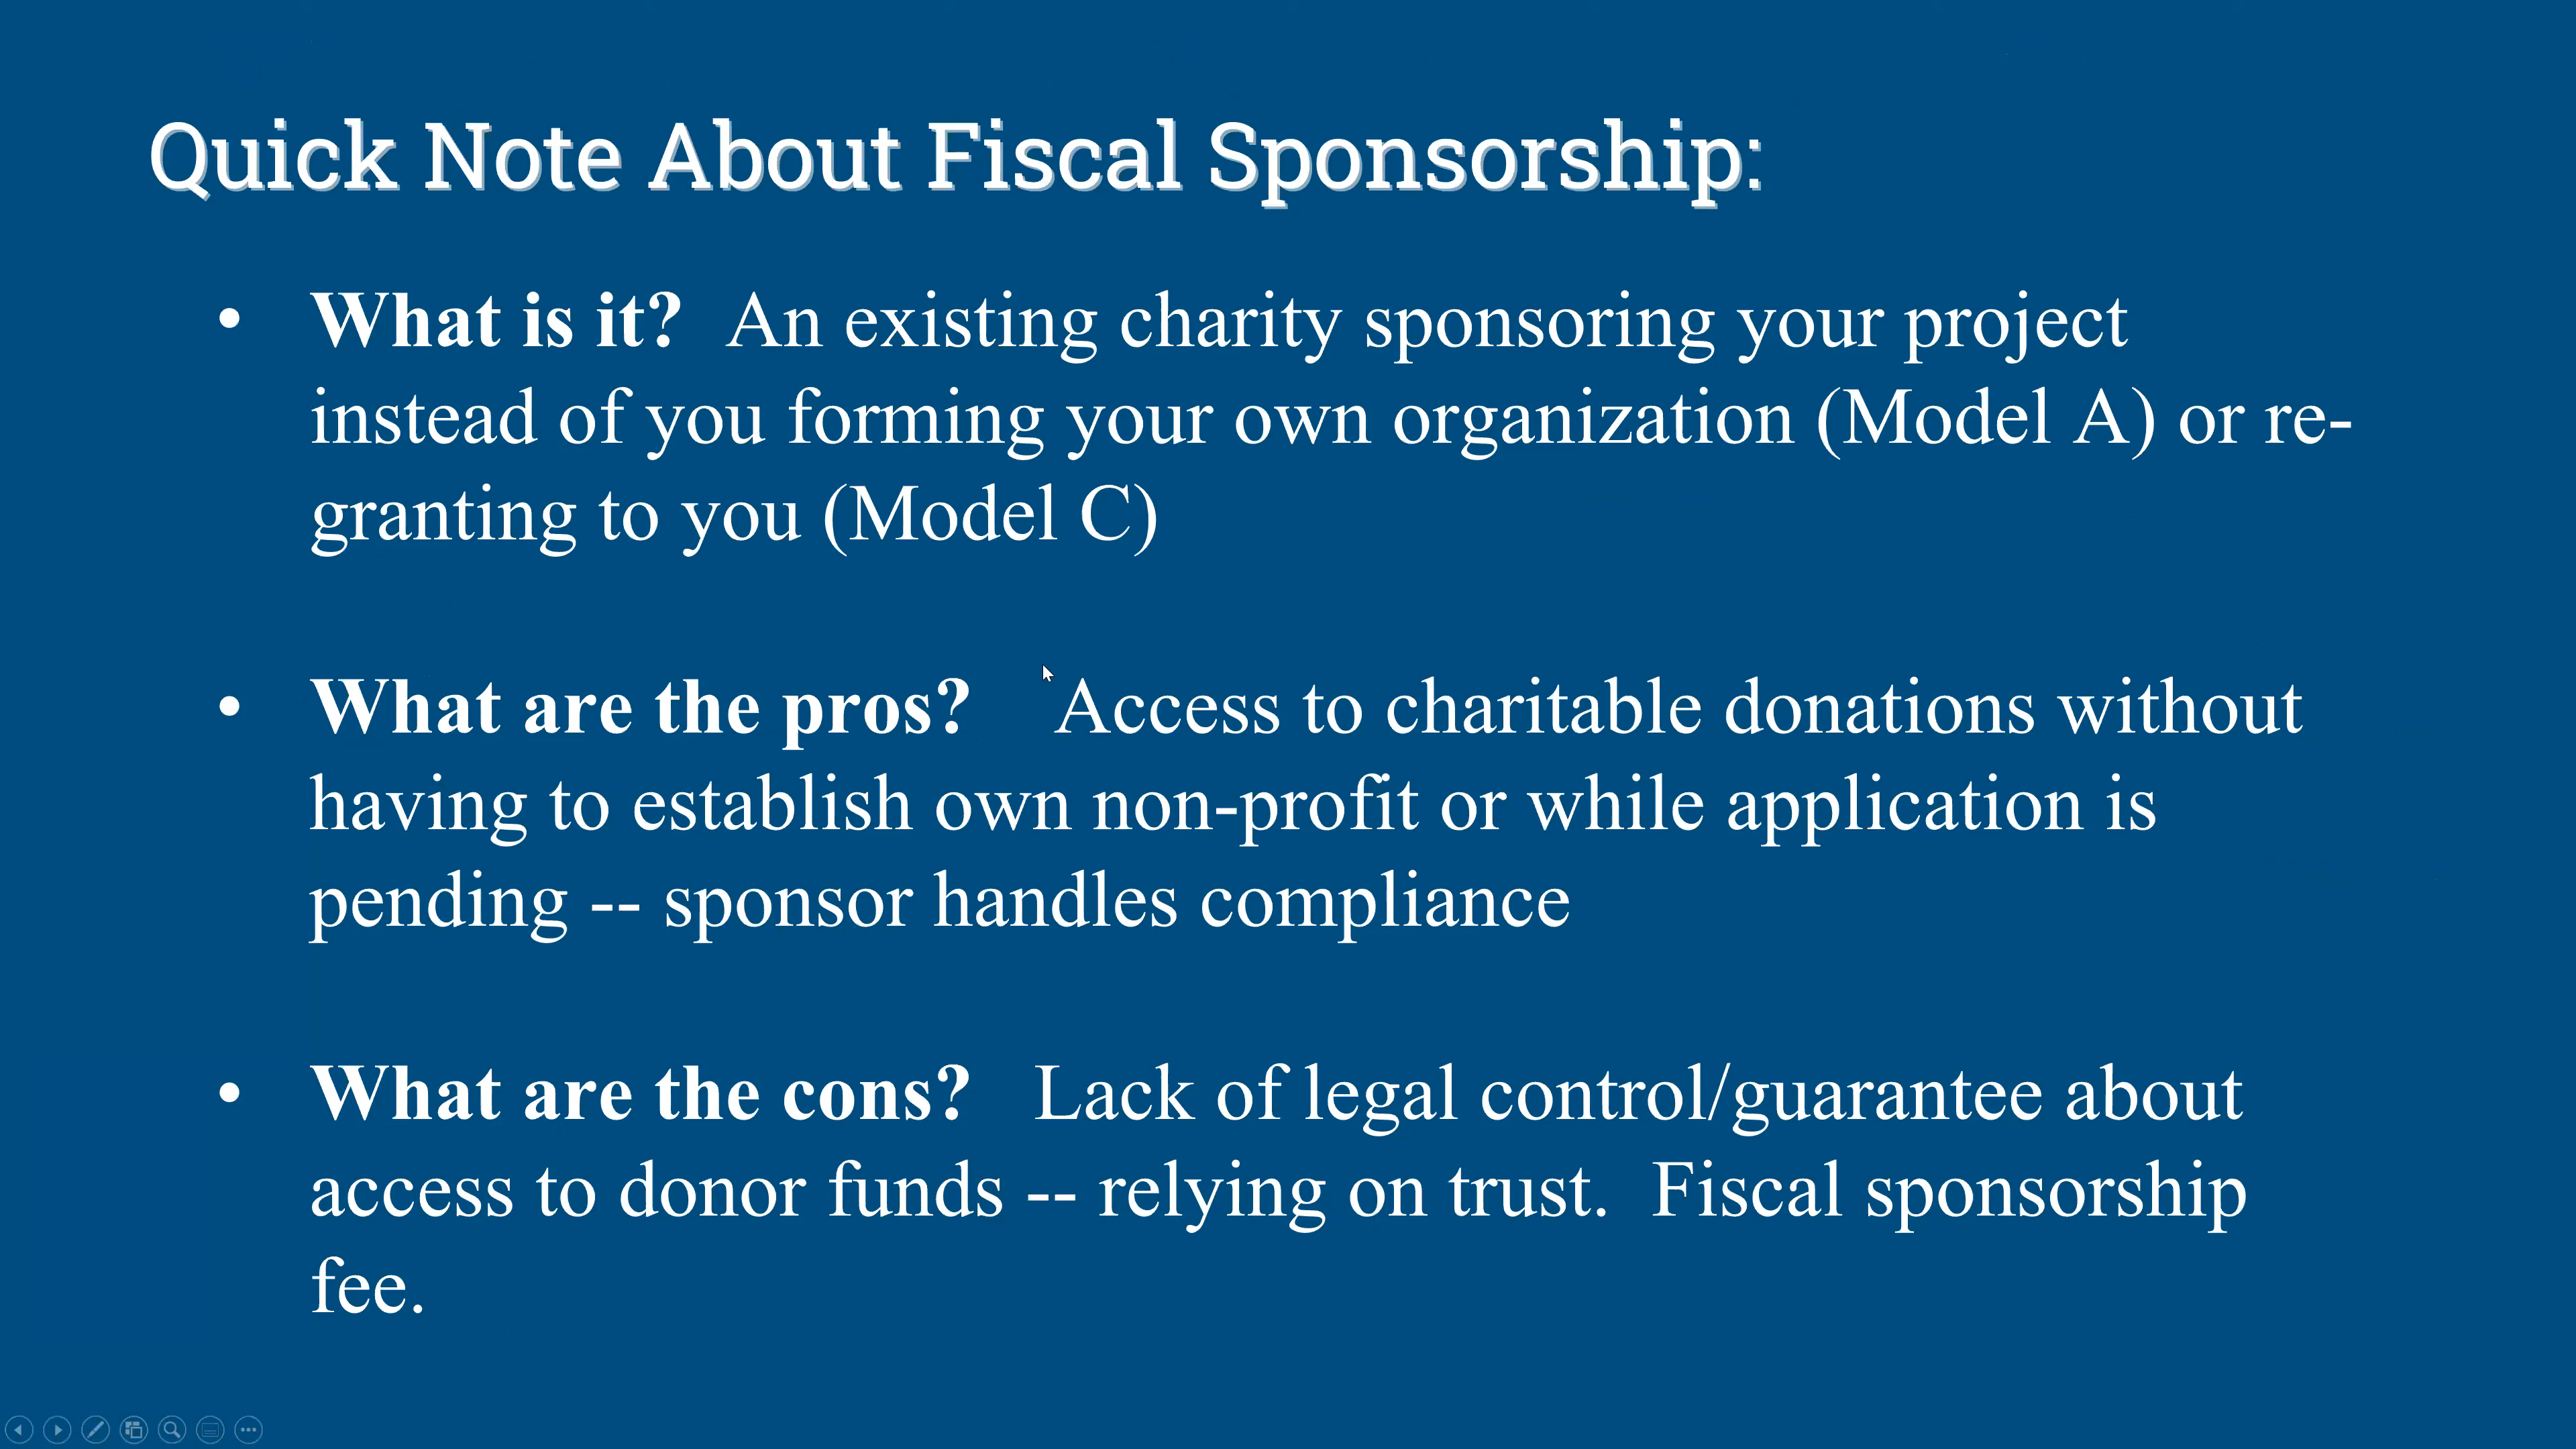 Quick Note About Fiscal Sponsorship:
• What is it?  An existing charity sponsoring your project
instead of you forming your own organization (Model A) or re-
granting to you (Model C)
• What are the pros?    Access to charitable donations without
having to establish own non-profit or while application is
pending -- sponsor handles compliance
• What are the cons?   Lack of legal control/guarantee about
access to donor funds -- relying on trust.  Fiscal sponsorship
fee.